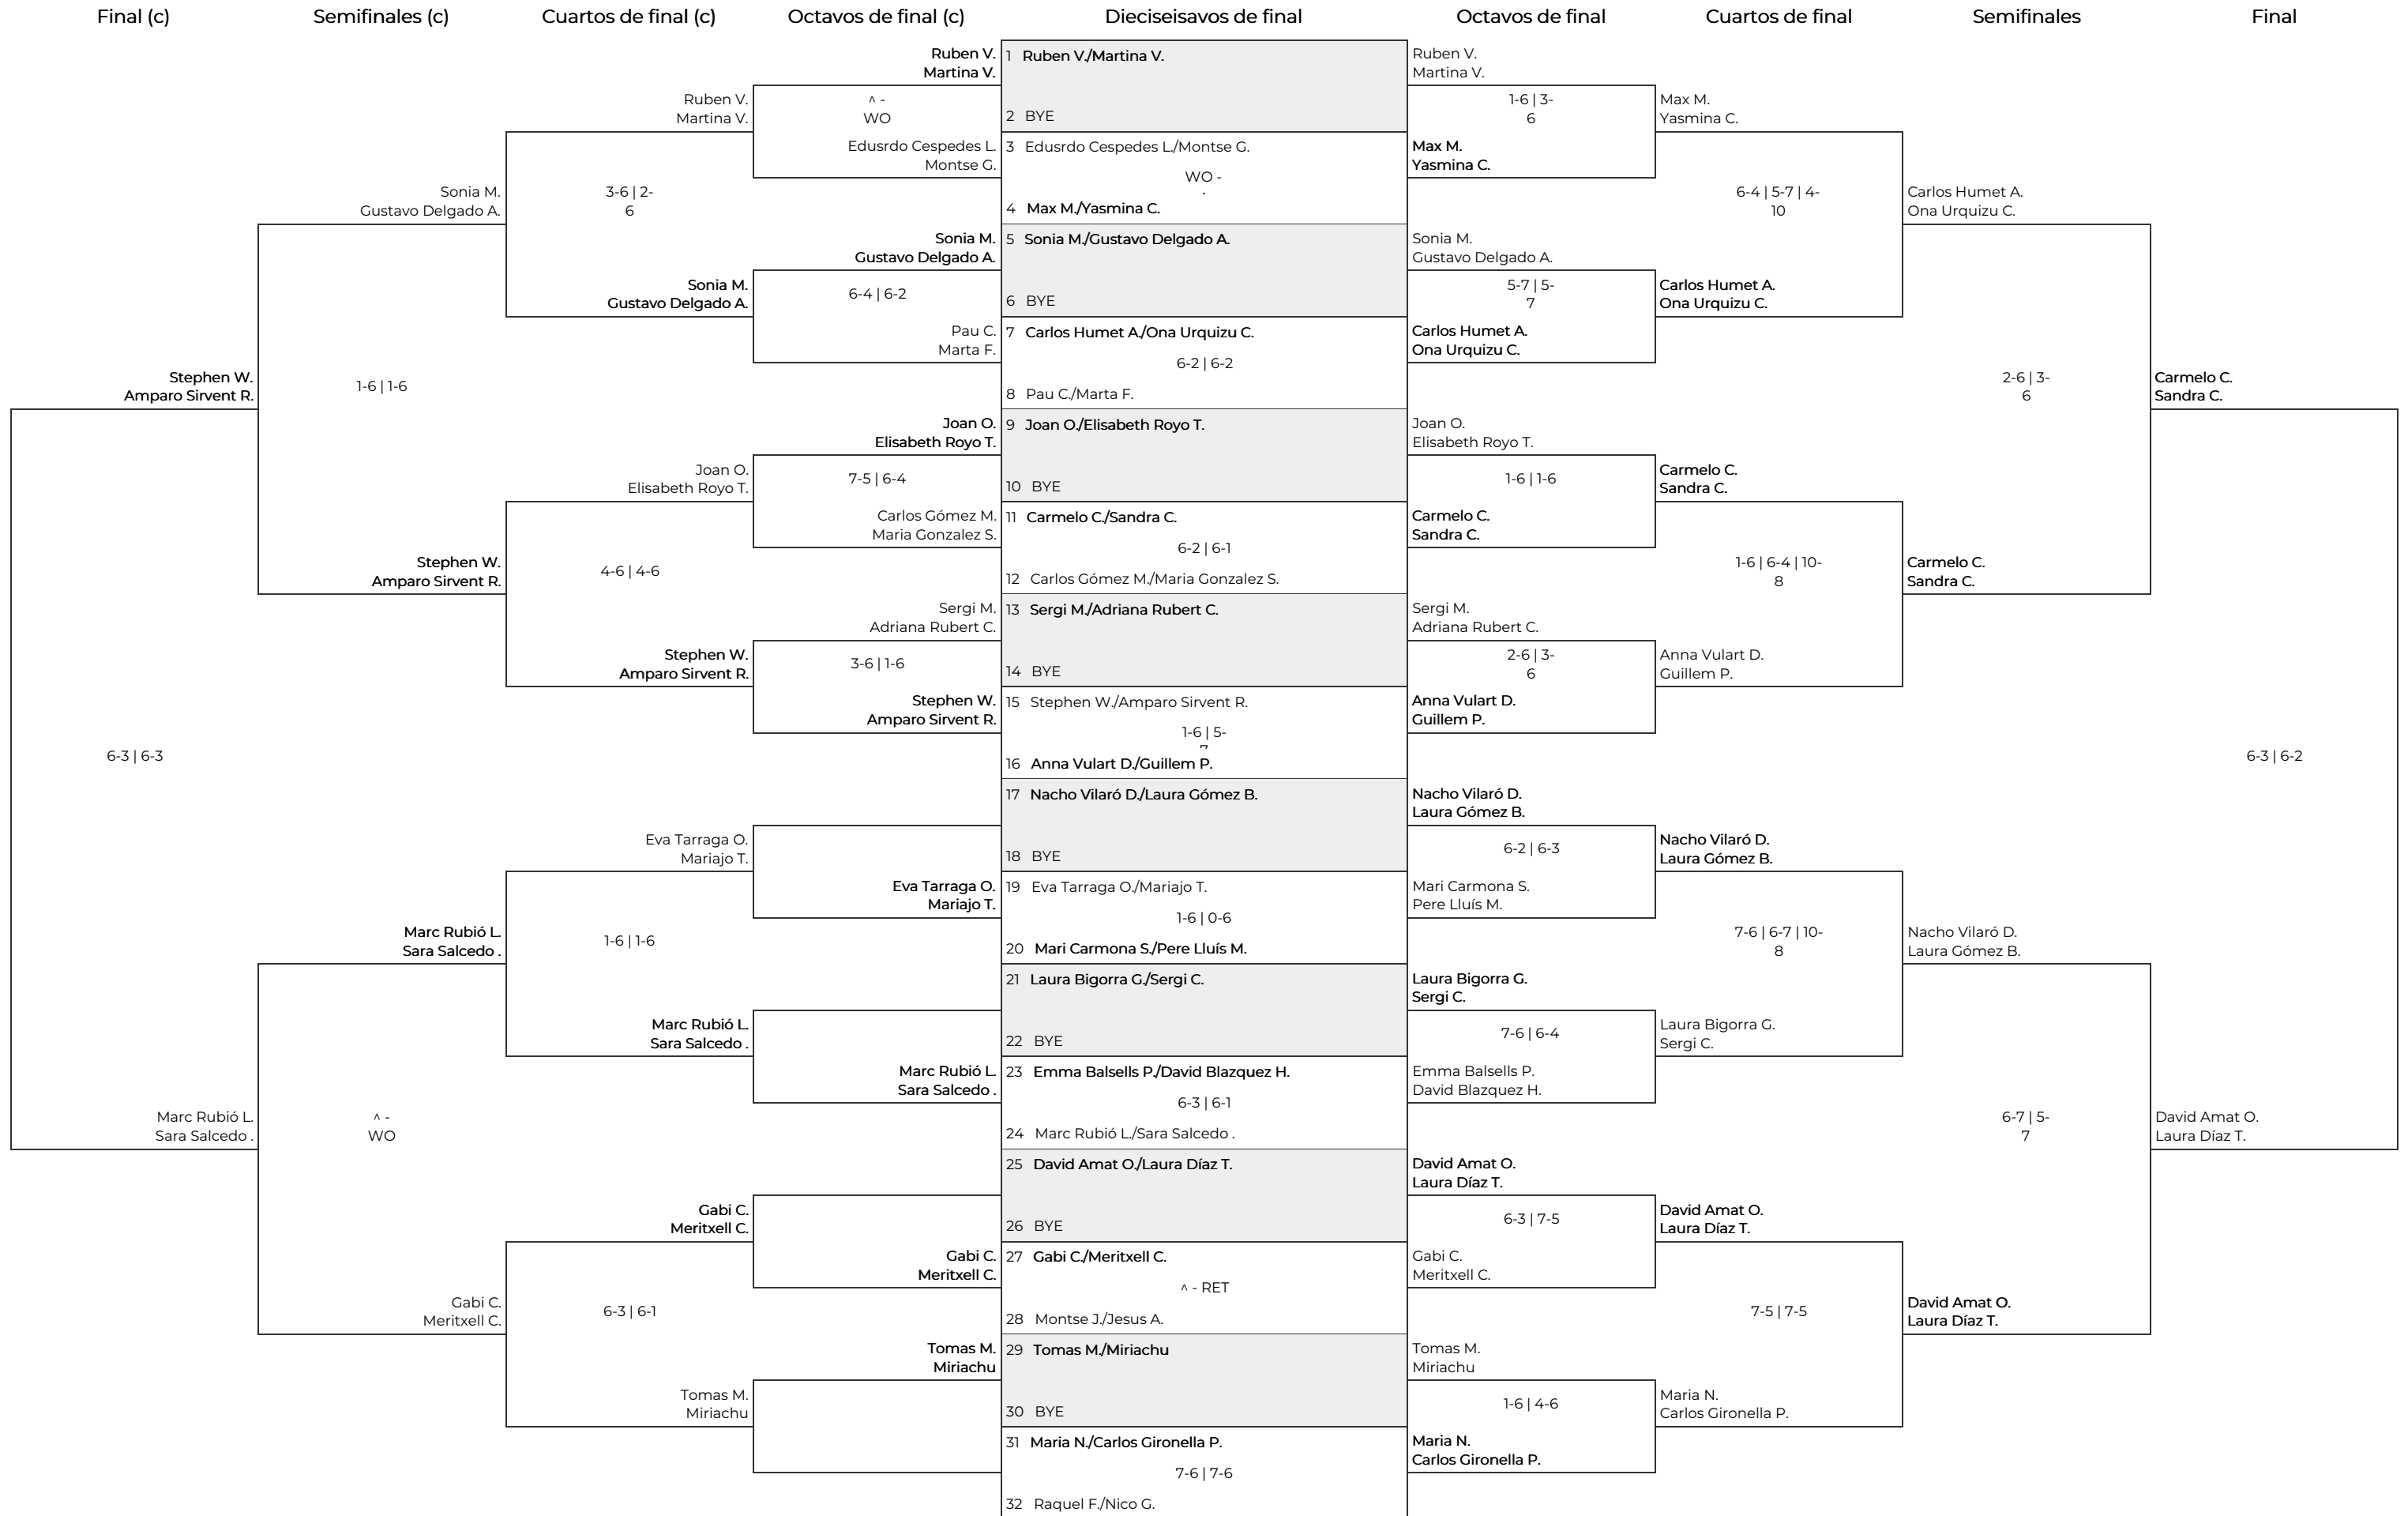 Final (c)
Semifinales (c)
Cuartos de final (c)
Octavos de final (c)
Dieciseisavos de final
Octavos de final
Cuartos de final
Semifinales
Final
Stephen W.
Amparo Sirvent R.
6-3 | 6-3
Marc Rubió L.
Sara Salcedo .
Sonia M.
Gustavo Delgado A.
1-6 | 1-6
Stephen W.
Amparo Sirvent R.
Marc Rubió L.
Sara Salcedo .
^ -
WO
Gabi C.
Meritxell C.
Ruben V.
Martina V.
3-6 | 2-
6
Sonia M.
Gustavo Delgado A.
Joan O.
Elisabeth Royo T.
4-6 | 4-6
Stephen W.
Amparo Sirvent R.
Eva Tarraga O.
Mariajo T.
1-6 | 1-6
Marc Rubió L.
Sara Salcedo .
Gabi C.
Meritxell C.
6-3 | 6-1
Tomas M.
Miriachu
Ruben V.
Martina V.
^ -
WO
Edusrdo Cespedes L.
Montse G.
Sonia M.
Gustavo Delgado A.
6-4 | 6-2
Pau C.
Marta F.
Joan O.
Elisabeth Royo T.
7-5 | 6-4
Carlos Gómez M.
Maria Gonzalez S.
Sergi M.
Adriana Rubert C.
3-6 | 1-6
Stephen W.
Amparo Sirvent R.
Eva Tarraga O.
Mariajo T.
Marc Rubió L.
Sara Salcedo .
Gabi C.
Meritxell C.
Tomas M.
Miriachu
1 Ruben V./Martina V.
2 BYE
3 Edusrdo Cespedes L./Montse G.
WO -
4 Max M./Yasmina C.
5 Sonia M./Gustavo Delgado A.
6 BYE
7 Carlos Humet A./Ona Urquizu C.
6-2 | 6-2
8 Pau C./Marta F.
9 Joan O./Elisabeth Royo T.
10 BYE
11 Carmelo C./Sandra C.
6-2 | 6-1
12 Carlos Gómez M./Maria Gonzalez S.
13 Sergi M./Adriana Rubert C.
14 BYE
15 Stephen W./Amparo Sirvent R.
1-6 | 5-
7
16 Anna Vulart D./Guillem P.
17 Nacho Vilaró D./Laura Gómez B.
18 BYE
19 Eva Tarraga O./Mariajo T.
1-6 | 0-6
20 Mari Carmona S./Pere Lluís M.
21 Laura Bigorra G./Sergi C.
22 BYE
23 Emma Balsells P./David Blazquez H.
6-3 | 6-1
24 Marc Rubió L./Sara Salcedo .
25 David Amat O./Laura Díaz T.
26 BYE
27 Gabi C./Meritxell C.
^ - RET
28 Montse J./Jesus A.
29 Tomas M./Miriachu
30 BYE
31 Maria N./Carlos Gironella P.
7-6 | 7-6
32 Raquel F./Nico G.
Ruben V.
Martina V.
1-6 | 3-
6
Max M.
Yasmina C.
Sonia M.
Gustavo Delgado A.
5-7 | 5-
7
Carlos Humet A.
Ona Urquizu C.
Joan O.
Elisabeth Royo T.
1-6 | 1-6
Carmelo C.
Sandra C.
Sergi M.
Adriana Rubert C.
2-6 | 3-
6
Anna Vulart D.
Guillem P.
Nacho Vilaró D.
Laura Gómez B.
6-2 | 6-3
Mari Carmona S.
Pere Lluís M.
Laura Bigorra G.
Sergi C.
7-6 | 6-4
Emma Balsells P.
David Blazquez H.
David Amat O.
Laura Díaz T.
6-3 | 7-5
Gabi C.
Meritxell C.
Tomas M.
Miriachu
1-6 | 4-6
Maria N.
Carlos Gironella P.
Max M.
Yasmina C.
6-4 | 5-7 | 4-
10
Carlos Humet A.
Ona Urquizu C.
Carmelo C.
Sandra C.
1-6 | 6-4 | 10-
8
Anna Vulart D.
Guillem P.
Nacho Vilaró D.
Laura Gómez B.
7-6 | 6-7 | 10-
8
Laura Bigorra G.
Sergi C.
David Amat O.
Laura Díaz T.
7-5 | 7-5
Maria N.
Carlos Gironella P.
Carlos Humet A.
Ona Urquizu C.
2-6 | 3-
6
Carmelo C.
Sandra C.
Nacho Vilaró D.
Laura Gómez B.
6-7 | 5-
7
David Amat O.
Laura Díaz T.
Carmelo C.
Sandra C.
6-3 | 6-2
David Amat O.
Laura Díaz T.